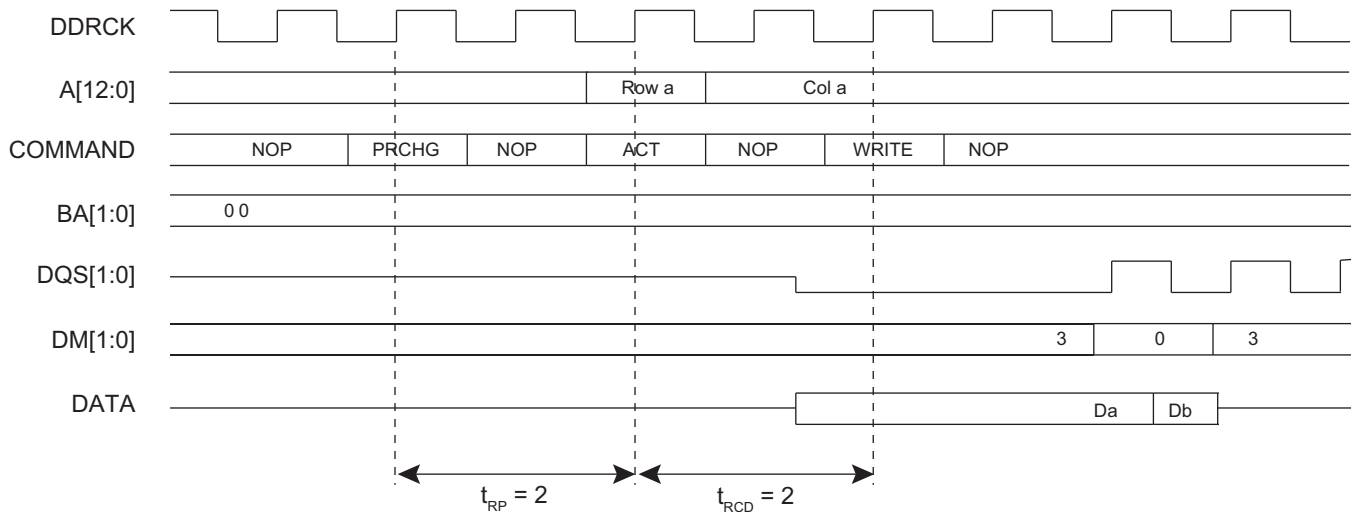 DDRCK
A[12:0] Row a Col a
COMMAND NOP PRCHG NOP ACT NOP WRITE NOP
BA[1:0] 0 0
DQS[1:0]
DM[1:0] 3 0 3
DATA Da Db
tRP = 2 tRCD = 2